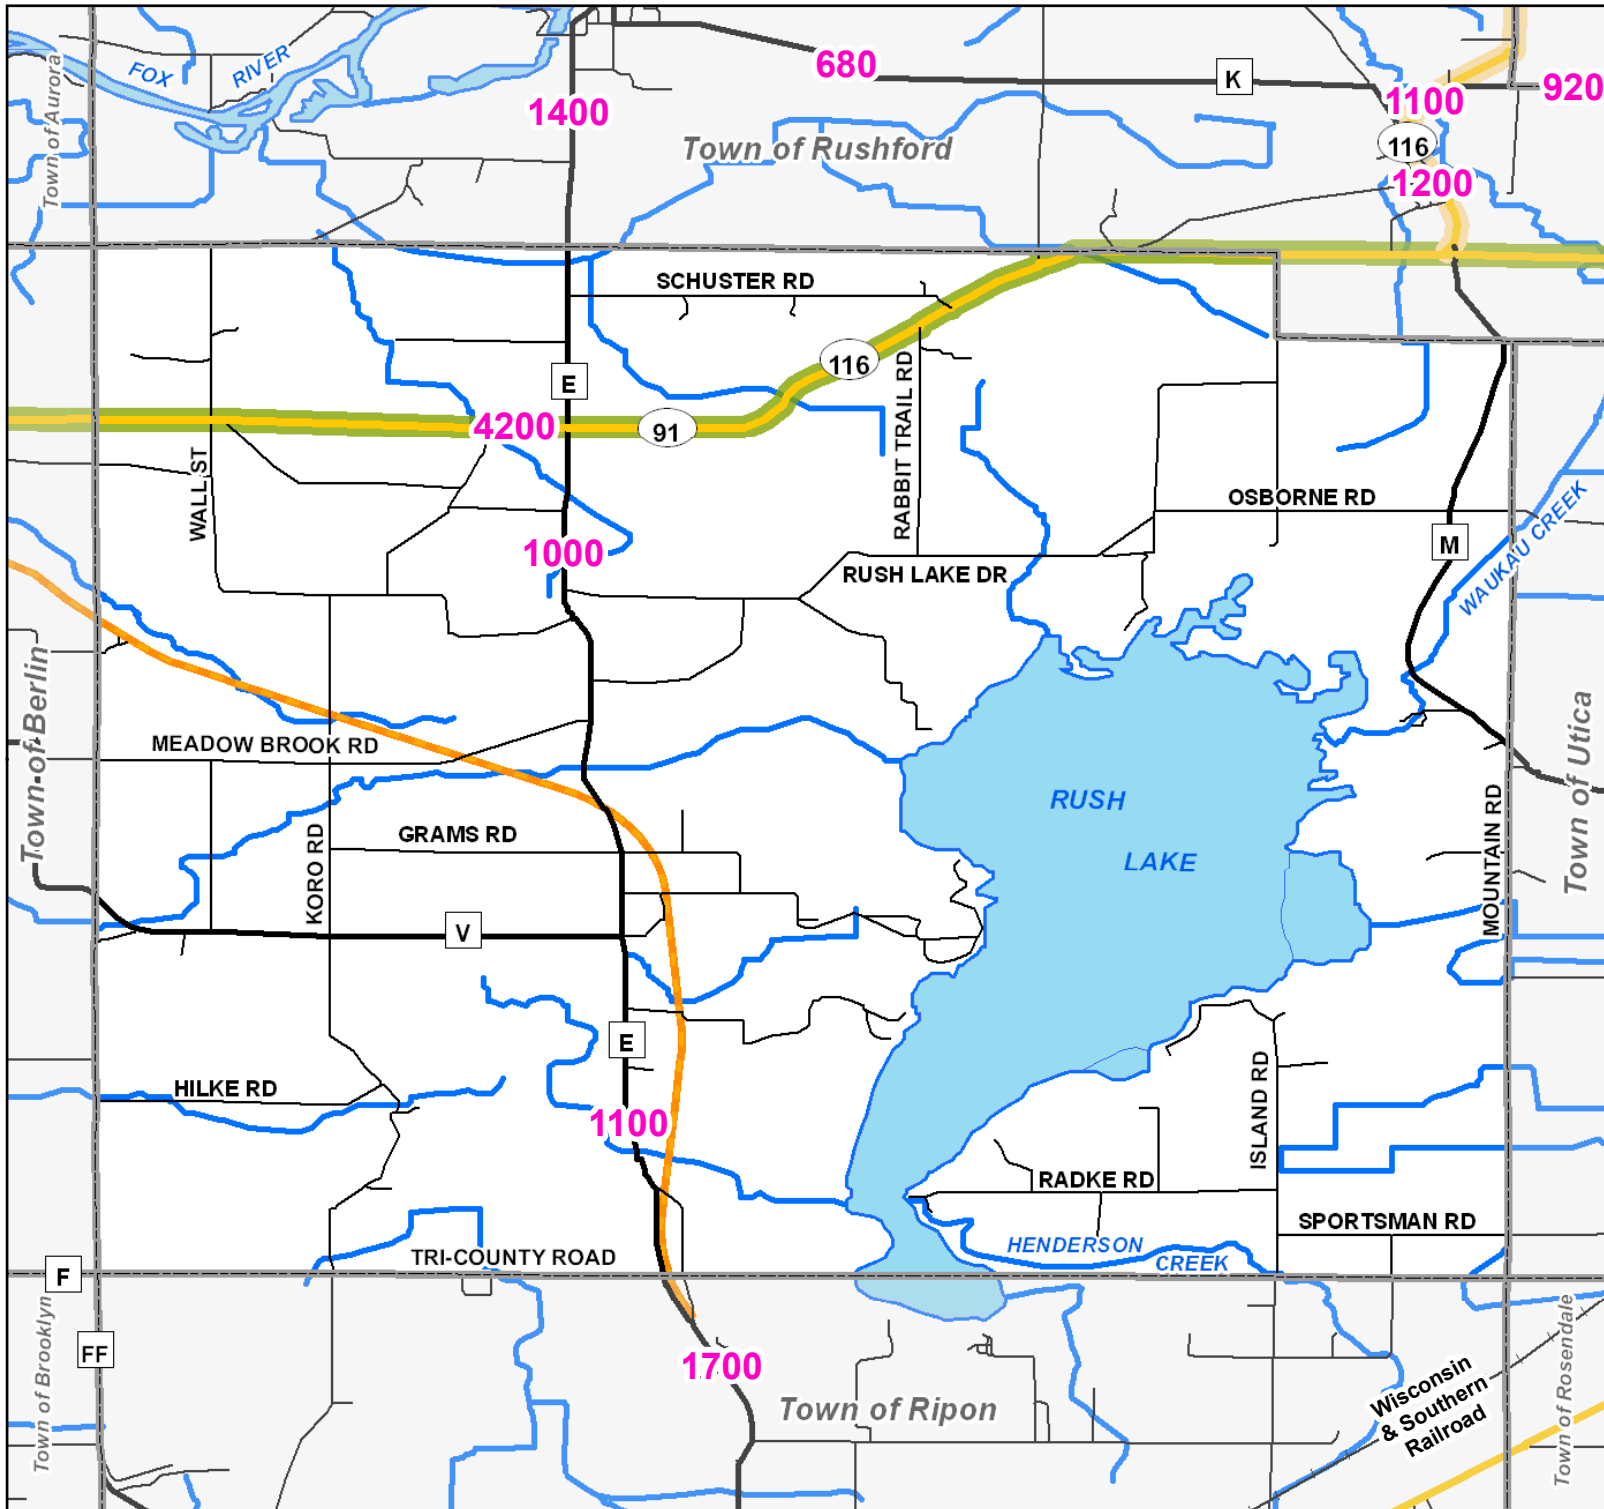 FOX
RIVER
680
K
1100
920
1400
116
Town of Aurora
Town of Rushford
1200
SCHUSTER RD
116
E
RABBIT TRAIL RD
4200
91
WALL ST
OSBORNE RD
M
WAUKAU CREEK
1000
RUSH LAKE DR
Town of Berlin
MEADOW BROOK RD
Town of Utica
RUSH
LAKE
GRAMS RD
KORO RD
MOUNTAIN RD
V
E
HILKE RD
1100
ISLAND RD
RADKE RD
SPORTSMAN RD
HENDERSON
CREEK
TRI-COUNTY ROAD
F
FF
Town of Brooklyn
1700
Town of Ripon
Wisconsin
& Southern
Railroad
Town of Rosendale